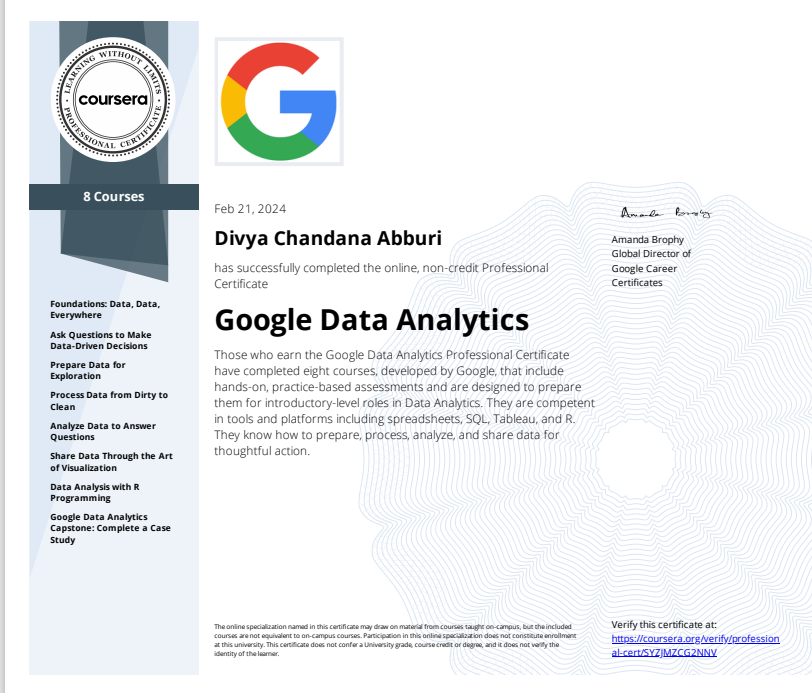 LEARNING WITHOUT LIMITS
coursera
PROFESSIONAL CERTIFICATE
8 Courses
Foundations: Data, Data,
Everywhere
Ask Questions to Make
Data-Driven Decisions
Prepare Data for
Exploration
Process Data from Dirty to
Clean
Analyze Data to Answer
Questions
Share Data Through the Art
of Visualization
Data Analysis with R
Programming
Google Data Analytics
Capstone: Complete a Case
Study
G
Feb 21, 2024
Divya Chandana Abburi
has successfully completed the online, non-credit Professional
Certificate
Google Data Analytics
Those who earn the Google Data Analytics Professional Certificate
have completed eight courses, developed by Google, that include
hands-on, practice-based assessments and are designed to prepare
them for introductory-level roles in Data Analytics. They are competent
in tools and platforms including spreadsheets, SQL, Tableau, and R.
They know how to prepare, process, analyze, and share data for
thoughtful action.
Amanda Brophy
Amanda Brophy
Global Director of
Google Career
Certificates
The online specialization named in this certificate may draw on material from courses taught on-campus, but the included
courses are not equivalent to on-campus courses. Participation in this online specialization does not constitute enrollment
at this university. This certificate does not confer a University grade, course credit or degree, and it does not verify the
identity of the learner.
Verify this certificate at:
https://coursera.org/verify/profession
al-cert/SYZJMZCG2NNV